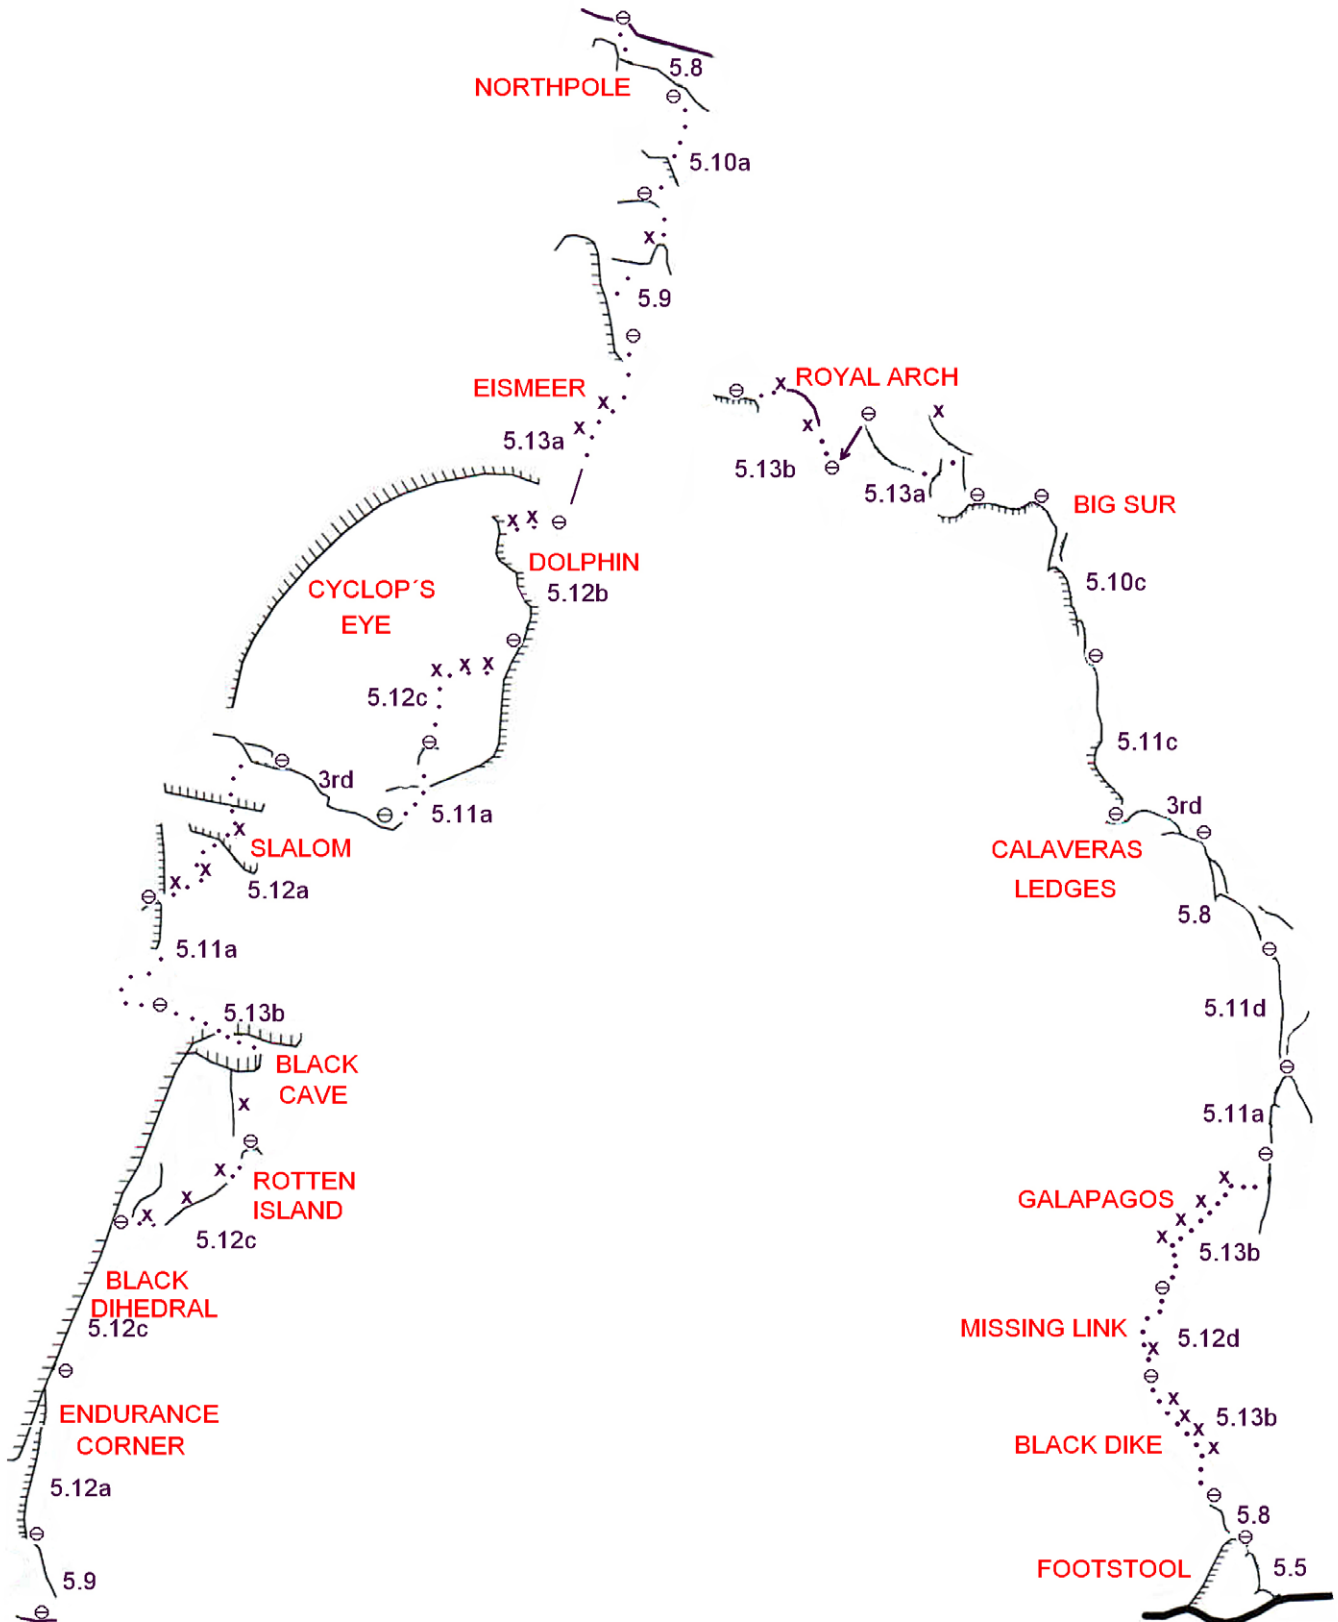 5.8
NORTHPOLE
5.10a
x
5.9
EISMEER
x
x
5.13a
x x
DOLPHIN
5.12b
CYCLOP´S
EYE
x x x
5.12c
3rd
5.11a
x
SLALOM
x x
5.12a
5.11a
5.13b
BLACK
CAVE
x
x
ROTTEN
ISLAND
x
x
5.12c
BLACK
DIHEDRAL
5.12c
ENDURANCE
CORNER
5.12a
5.9
x ROYAL ARCH
x
x
5.13b
5.13a
BIG SUR
5.10c
5.11c
3rd
CALAVERAS
LEDGES
5.8
5.11d
5.11a
x
GALAPAGOS x
x
x
5.13b
MISSING LINK
5.12d
x
x
x
5.13b
x
BLACK DIKE x
5.8
FOOTSTOOL
5.5